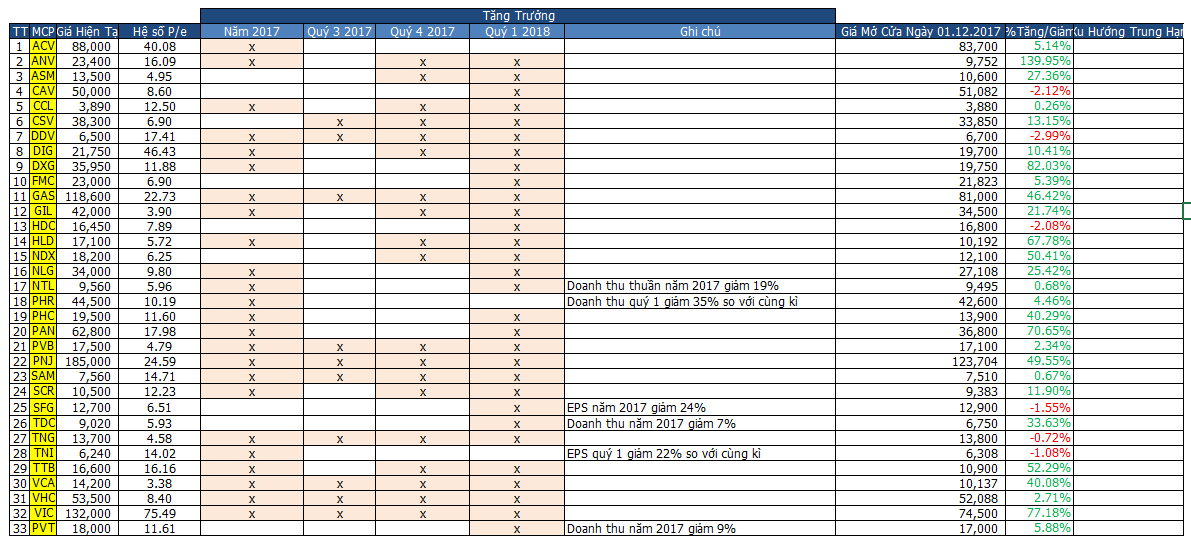 Tăng Trưởng
TT MCP Giá Hiện Tạ Hệ số P/e Năm 2017 Quý 3 2017 Quý 4 2017 Quý 1 2018 Ghi chú Giá Mở Cửa Ngày 01.12.2017 %Tăng/Giảm Xu Hướng Trung Hạn
1 ACV 88,000 40.08 x 83,700 5.14%
2 ANV 23,400 16.09 x x x 9,752 139.95%
3 ASM 13,500 4.95 x x 10,600 27.36%
4 CAV 50,000 8.60 x 51,082 -2.12%
5 CCL 3,890 12.50 x x x 3,880 0.26%
6 CSV 38,300 6.90 x x x 33,850 13.15%
7 DDV 6,500 17.41 x x x x 6,700 -2.99%
8 DIG 21,750 46.43 x x x 19,700 10.41%
9 DXG 35,950 11.88 x x 19,750 82.03%
10 FMC 23,000 6.90 x 21,823 5.39%
11 GAS 118,600 22.73 x x x x 81,000 46.42%
12 GIL 42,000 3.90 x x x 34,500 21.74%
13 HDC 16,450 7.89 x 16,800 -2.08%
14 HLD 17,100 5.72 x x x 10,192 67.78%
15 NDX 18,200 6.25 x x 12,100 50.41%
16 NLG 34,000 9.80 x x 27,108 25.42%
17 NTL 9,560 5.96 x x Doanh thu thuần năm 2017 giảm 19% 9,495 0.68%
18 PHR 44,500 10.19 x Doanh thu quý 1 giảm 35% so với cùng kì 42,600 4.46%
19 PHC 19,500 11.60 x x 13,900 40.29%
20 PAN 62,800 17.98 x x 36,800 70.65%
21 PVB 17,500 4.79 x x x x 17,100 2.34%
22 PNJ 185,000 24.59 x x x x 123,704 49.55%
23 SAM 7,560 14.71 x x x x 7,510 0.67%
24 SCR 10,500 12.23 x x x 9,383 11.90%
25 SFG 12,700 6.51 x EPS năm 2017 giảm 24% 12,900 -1.55%
26 TDC 9,020 5.93 x Doanh thu năm 2017 giảm 7% 6,750 33.63%
27 TNG 13,700 4.58 x x x x 13,800 -0.72%
28 TNI 6,240 14.02 x EPS quý 1 giảm 22% so với cùng kì 6,308 -1.08%
29 TTB 16,600 16.16 x x x 10,900 52.29%
30 VCA 14,200 3.38 x x x x 10,137 40.08%
31 VHC 53,500 8.40 x x x x 52,088 2.71%
32 VIC 132,000 75.49 x x x x 74,500 77.18%
33 PVT 18,000 11.61 x Doanh thu năm 2017 giảm 9% 17,000 5.88%